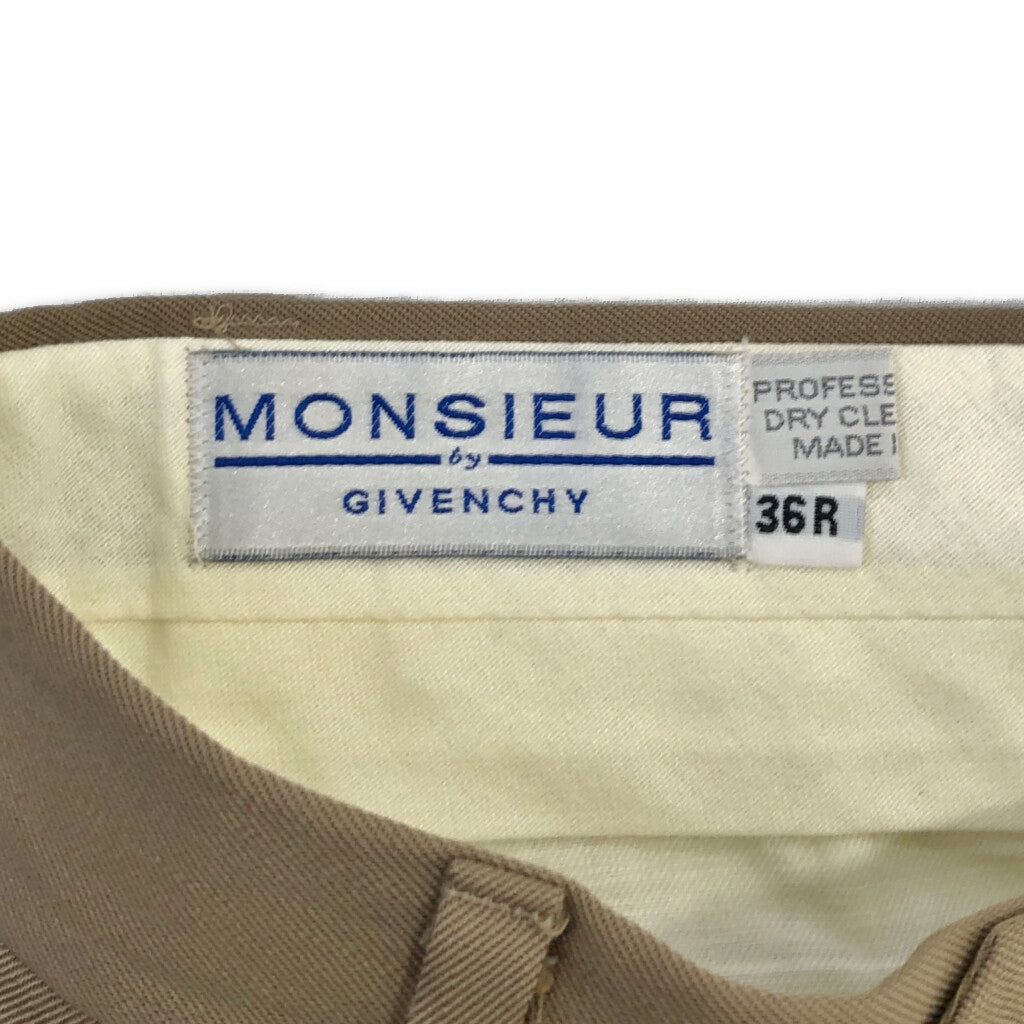 MONSIEUR
by
GIVENCHY
PROFESS
DRY CLE
MADE
36R